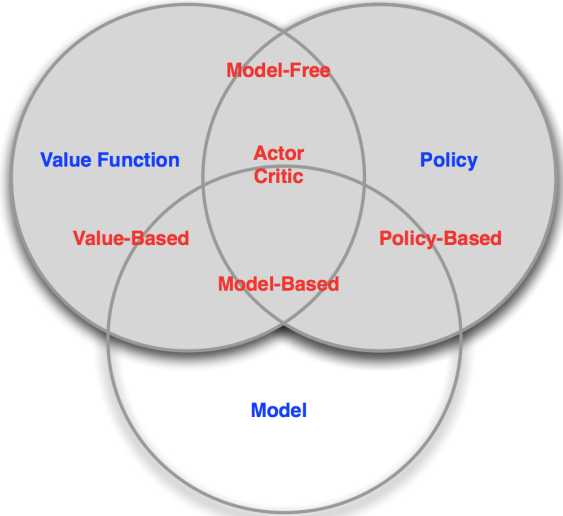 Model-Free
Value Function
Actor
Critic
Policy
Value-Based
Policy-Based
Model-Based
Model